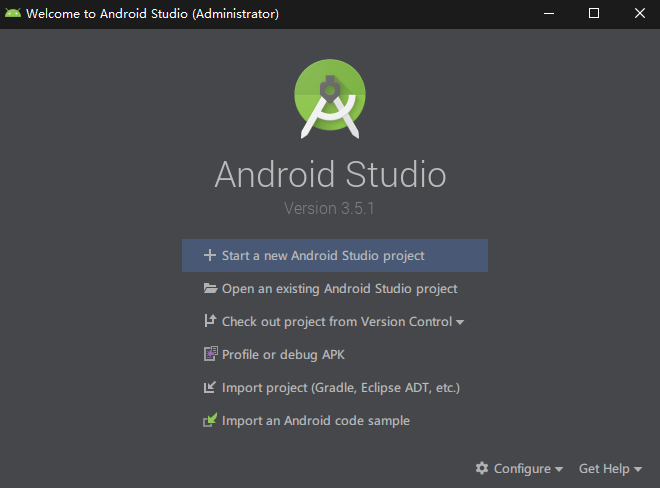 Welcome to Android Studio (Administrator)
Android Studio
Version 3.5.1
Start a new Android Studio project
Open an existing Android Studio project
Check out project from Version Control
Profile or debug APK
Import project (Gradle, Eclipse ADT, etc.)
Import an Android code sample
Configure Get Help